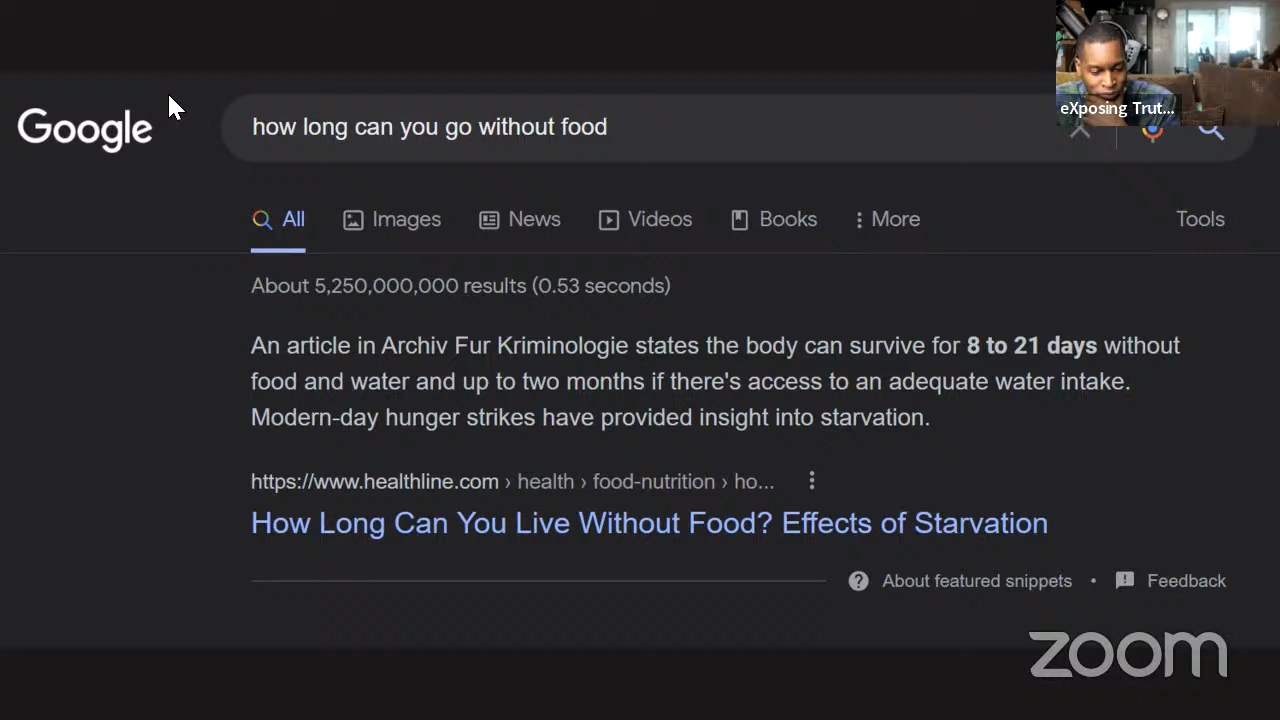 eXposing Trut...
Google
how long can you go without food
All Images News Videos Books More Tools
About 5,250,000,000 results (0.53 seconds)
An article in Archiv Fur Kriminologie states the body can survive for 8 to 21 days without
food and water and up to two months if there's access to an adequate water intake.
Modern-day hunger strikes have provided insight into starvation.
https://www.healthline.com › health › food-nutrition › ho...
How Long Can You Live Without Food? Effects of Starvation
About featured snippets • Feedback
zoom